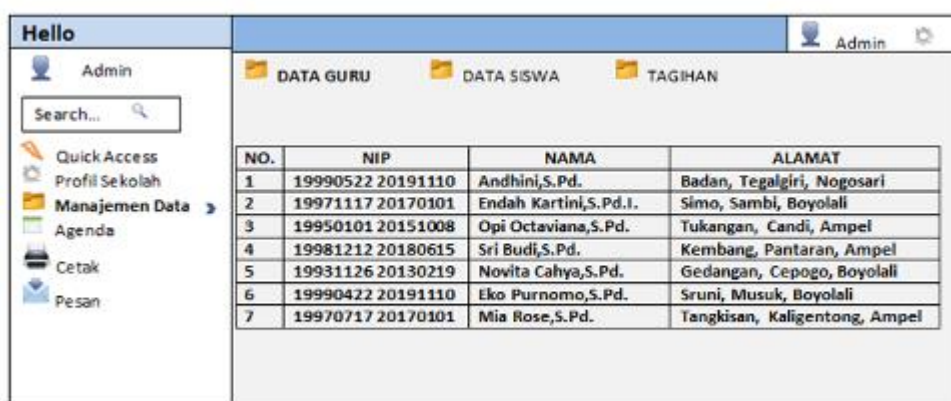 Hello
Admin
Admin
Search...
Quick Access
Profil Sekolah
Manajemen Data
Agenda
Cetak
Pesan
DATA GURU DATA SISWA TAGIHAN
NO. NIP NAMA ALAMAT
1 19990522 20191110 Andhini,S.Pd. Badan, Tegalgiri, Nogosari
2 19971117 20170101 Endah Kartini,S.Pd.I. Simo, Sambi, Boyolali
3 19950101 20151008 Opi Octaviana,S.Pd. Tukangan, Candi, Ampel
4 19981212 20180615 Sri Budi,S.Pd. Kembang, Pantaran, Ampel
5 19931126 20130219 Novita Cahya,S.Pd. Gedangan, Cepogo, Boyolali
6 19990422 20191110 Eko Purnomo,S.Pd. Sruni, Musuk, Boyolali
7 19970717 20170101 Mia Rose,S.Pd. Tangkisan, Kaligentong, Ampel